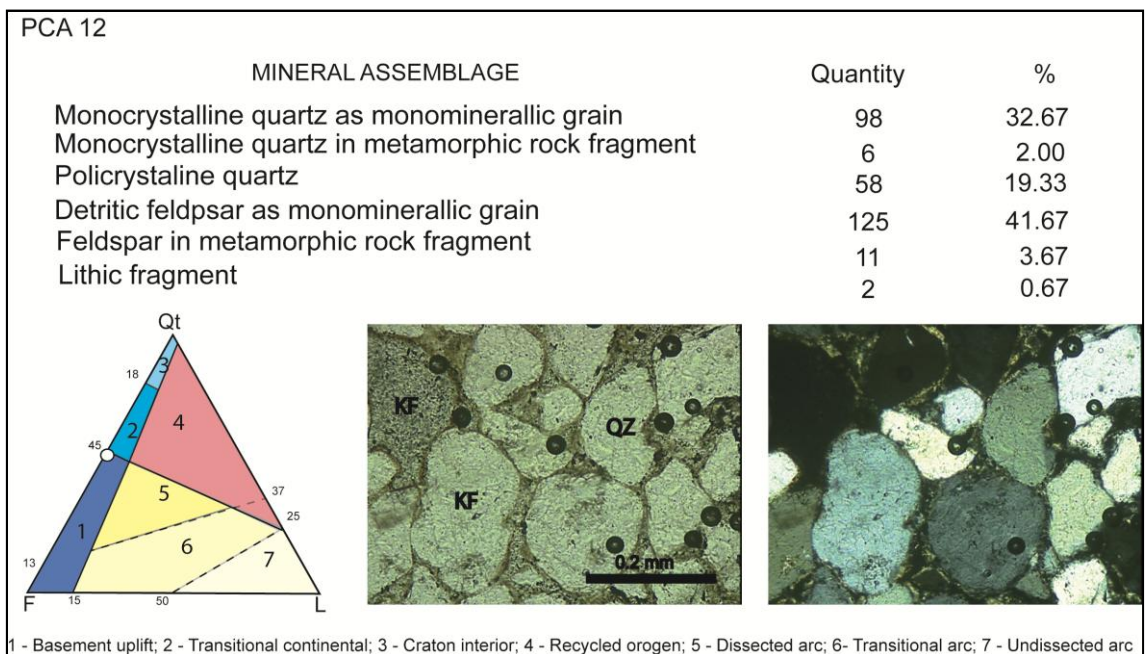 PCA 12
MINERAL ASSEMBLAGE Quantity %
Monocrystalline quartz as monominerallic grain 98 32.67
Monocrystalline quartz in metamorphic rock fragment 6 2.00
Policrystaline quartz 58 19.33
Detritic feldpsar as monominerallic grain 125 41.67
Feldspar in metamorphic rock fragment 11 3.67
Lithic fragment 2 0.67
Qt
3
18
4
2
45
5
37
25
1
6
7
13
F 15 50 L
KF
QZ
KF
0.2 mm
1 - Basement uplift; 2 - Transitional continental; 3 - Craton interior; 4 - Recycled orogen; 5 - Dissected arc; 6- Transitional arc; 7 - Undissected arc